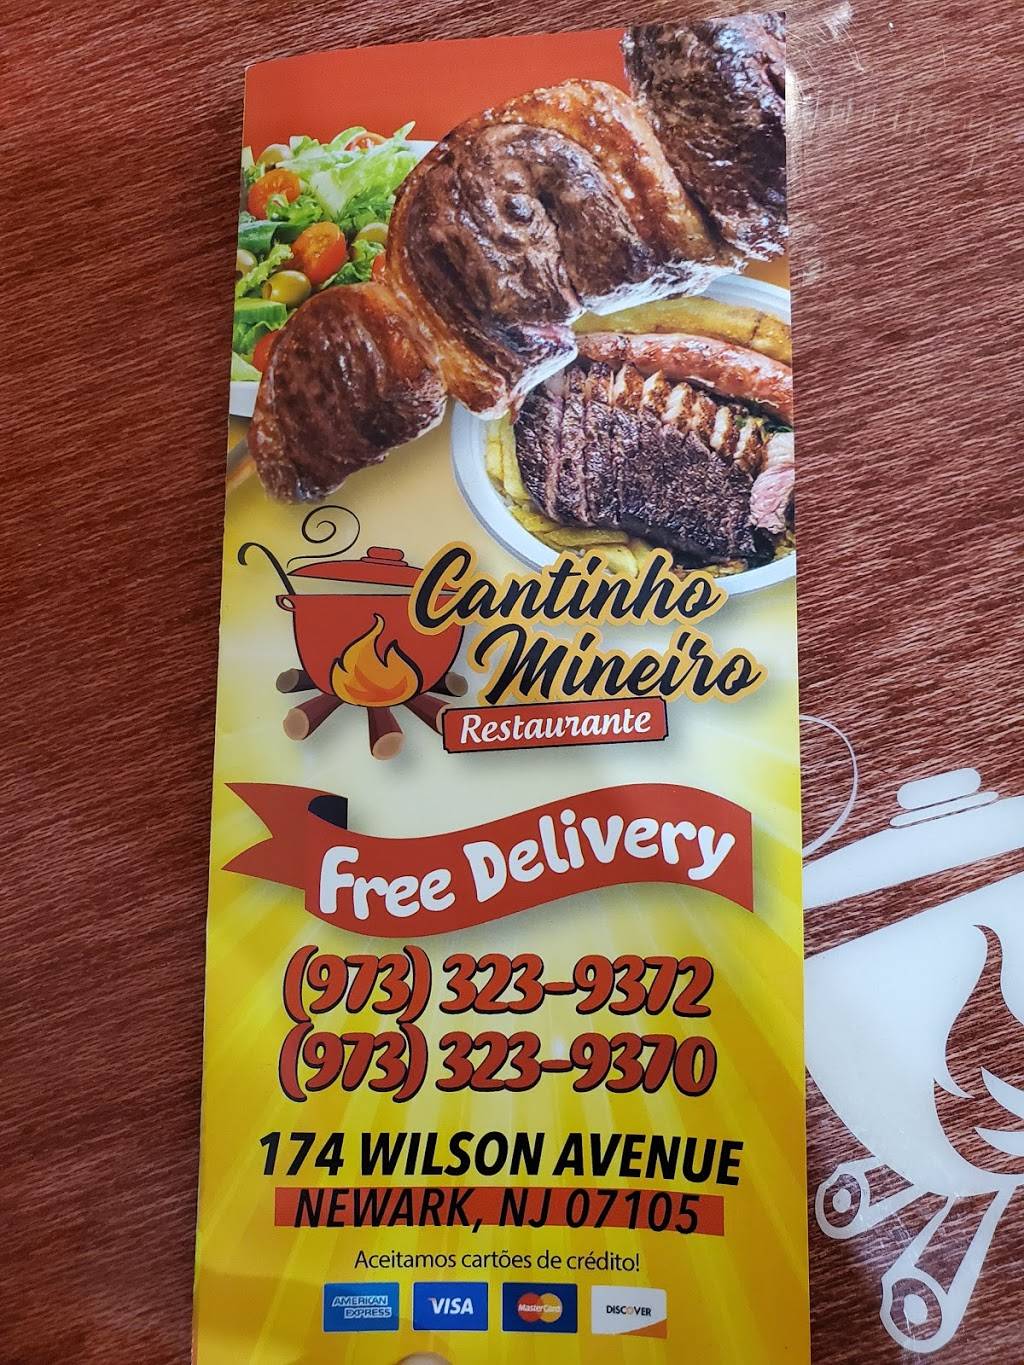 Cantinho
Mineiro
Restaurante
Free Delivery
(973) 323-9372
(973) 323-9370
174 WILSON AVENUE
NEWARK, NJ 07105
Aceitamos cartões de crédito!
AMERICAN EXPRESS VISA MasterCard DISCOVER